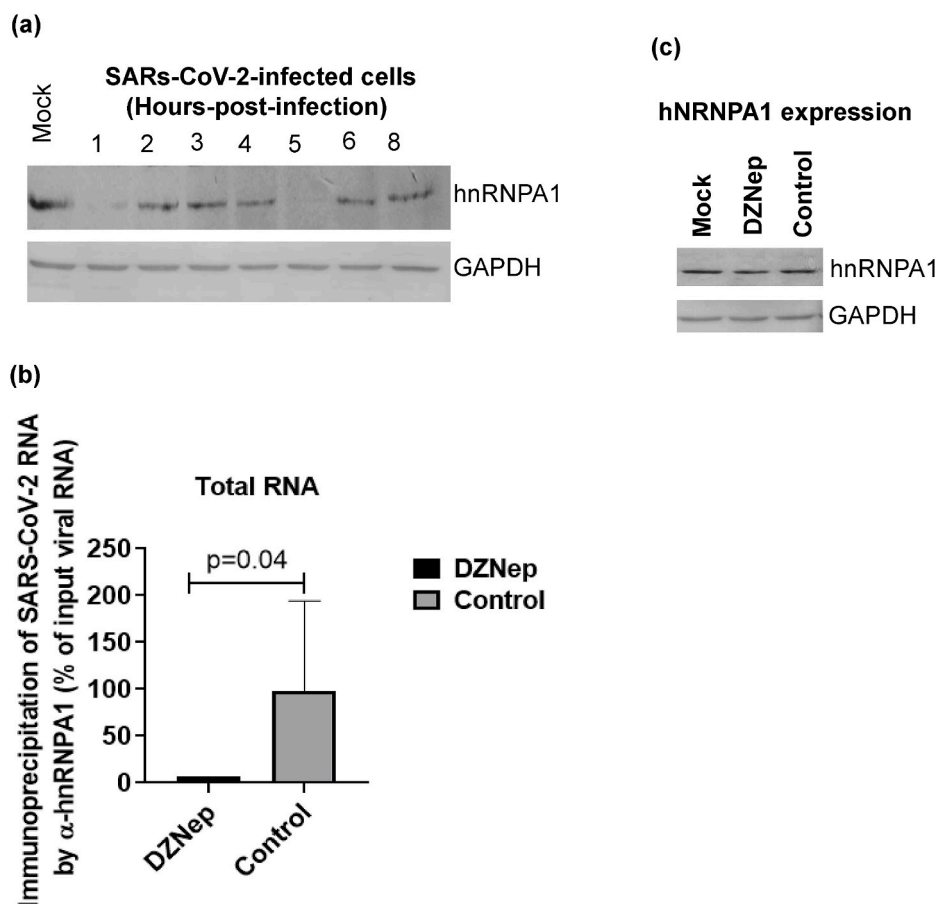 (a)
SARs-CoV-2-infected cells
(Hours-post-infection)
Mock 1 2 3 4 5 6 8
hnRNPA1
GAPDH
(c)
hNRNPA1 expression
Mock DZNep Control
hnRNPA1
GAPDH
(b)
Immunoprecipitation of SARS-CoV-2 RNA
by α-hnRNPA1 (% of input viral RNA)
Total RNA
250
200
150
100
50
0
p=0.04
DZNep
Control
DZNep
Control